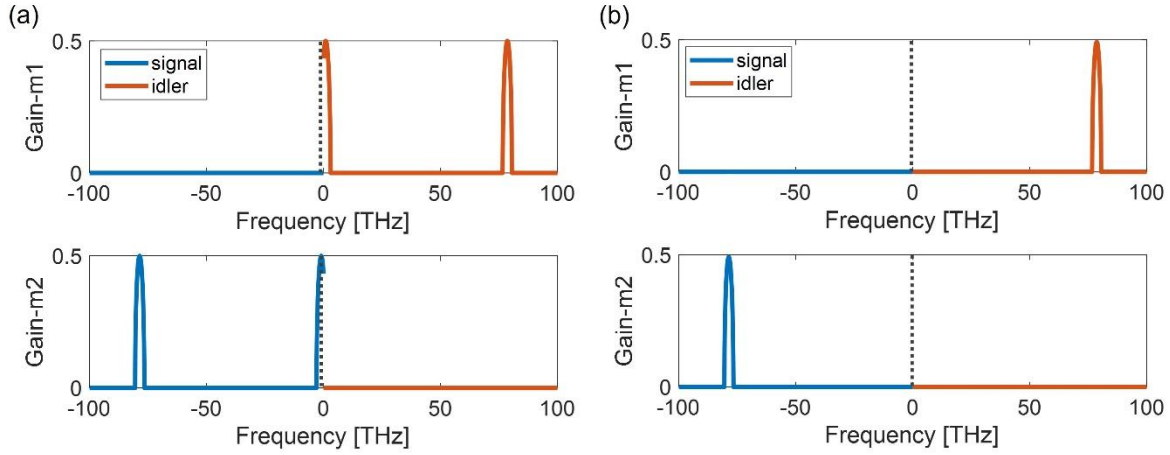 (a)
Gain-m1
0.5
0
signal
idler
-100 -50 0 50 100
Frequency [THz]
Gain-m2
0.5
0
-100 -50 0 50 100
Frequency [THz]
(b)
Gain-m1
0.5
0
signal
idler
-100 -50 0 50 100
Frequency [THz]
Gain-m2
0.5
0
-100 -50 0 50 100
Frequency [THz]